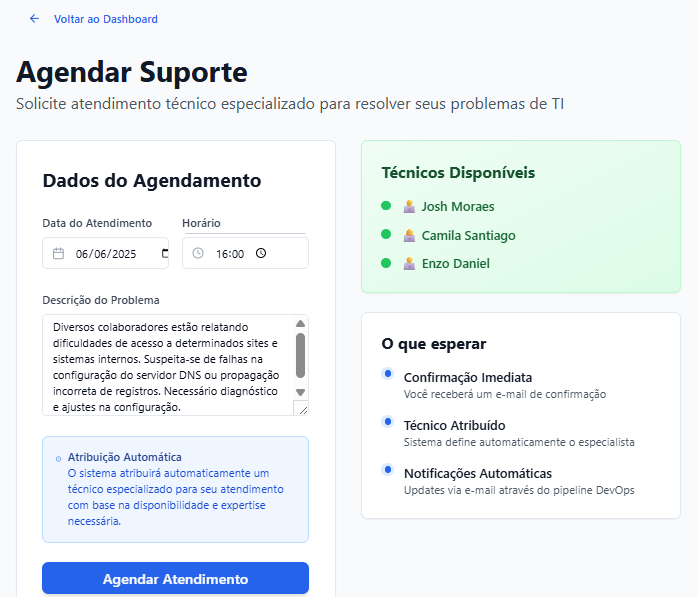 Voltar ao Dashboard
Agendar Suporte
Solicite atendimento técnico especializado para resolver seus problemas de TI
Dados do Agendamento
Data do Atendimento
Horário
06/06/2025
16:00
Descrição do Problema
Diversos colaboradores estão relatando
dificuldades de acesso a determinados sites e
sistemas internos. Suspeita-se de falhas na
configuração do servidor DNS ou propagação
incorreta de registros. Necessário diagnóstico
e ajustes na configuração.
Atribuição Automática
O sistema atribuirá automaticamente um
técnico especializado para seu atendimento
com base na disponibilidade e expertise
necessária.
Agendar Atendimento
Técnicos Disponíveis
Josh Moraes
Camila Santiago
Enzo Daniel
O que esperar
Confirmação Imediata
Você receberá um e-mail de confirmação
Técnico Atribuído
Sistema define automaticamente o especialista
Notificações Automáticas
Updates via e-mail através do pipeline DevOps